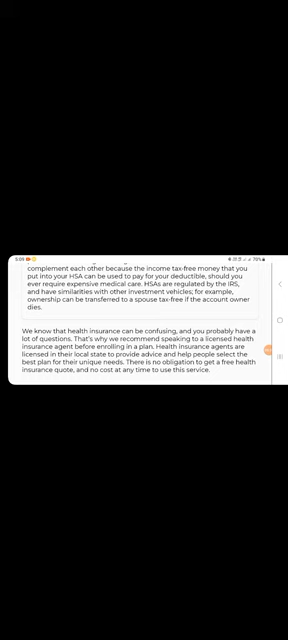 5:09
70%
complement each other because the income tax-free money that you
put into your HSA can be used to pay for your deductible, should you
ever require expensive medical care. HSAs are regulated by the IRS,
and have similarities with other investment vehicles; for example,
ownership can be transferred to a spouse tax-free if the account owner
dies.
We know that health insurance can be confusing, and you probably have a
lot of questions. That's why we recommend speaking to a licensed health
insurance agent before enrolling in a plan. Health insurance agents are
licensed in their local state to provide advice and help people select the
best plan for their unique needs. There is no obligation to get a free health
insurance quote, and no cost at any time to use this service.